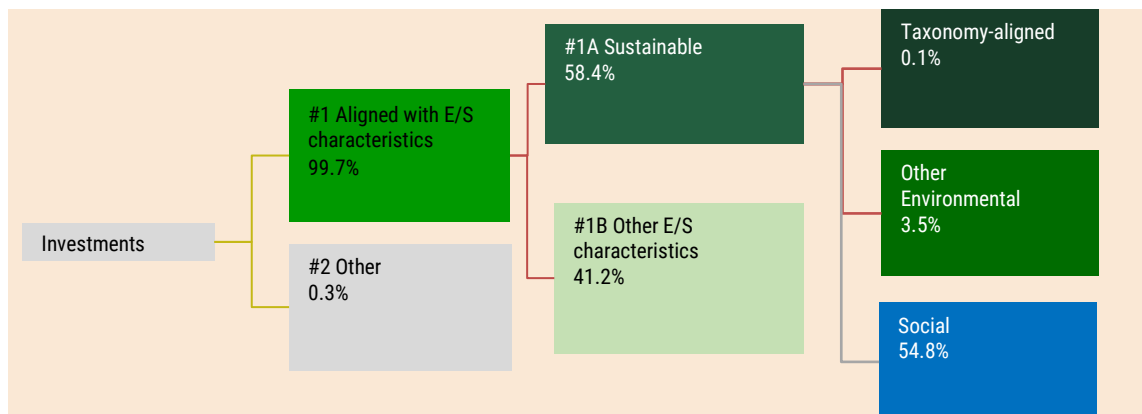 Investments
#1 Aligned with E/S
characteristics
99.7%
#2 Other
0.3%
#1A Sustainable
58.4%
#1B Other E/S
characteristics
41.2%
Taxonomy-aligned
0.1%
Other
Environmental
3.5%
Social
54.8%